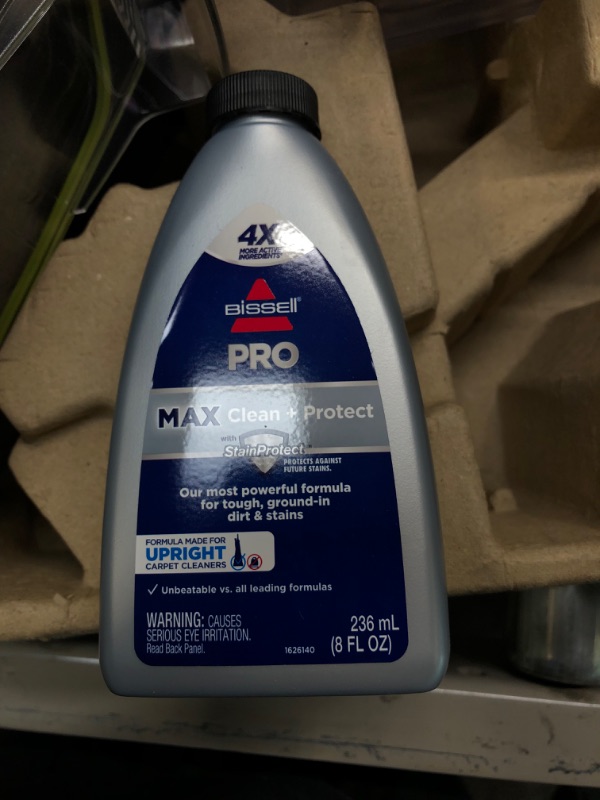 4X
MORE ACTIVE
INGREDIENTS*
BISSELL®
PRO
MAX Clean + Protect
with
StainProtect®
PROTECTS AGAINST
FUTURE STAINS.
Our most powerful formula
for tough, ground-in
dirt & stains
FORMULA MADE FOR
UPRIGHT
CARPET CLEANERS
✓ Unbeatable vs. all leading formulas
WARNING: CAUSES
SERIOUS EYE IRRITATION.
Read Back Panel.
1626140
236 mL
(8 FL OZ)